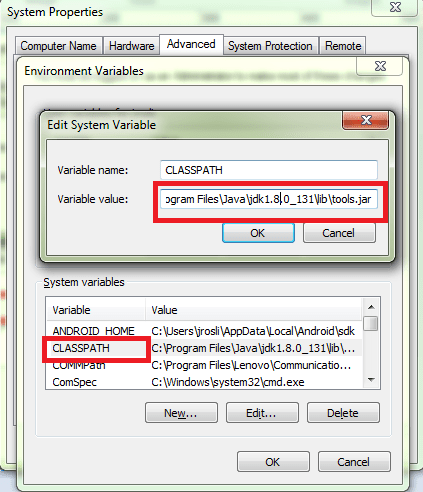 System Properties
Computer Name Hardware Advanced System Protection Remote
Environment Variables
Edit System Variable
Variable name: CLASSPATH
Variable value: ogram Files\Java\jdk1.8.0_131\lib\tools.jar
OK Cancel
System variables
Variable Value
ANDROID_HOME C:\Users\jrosli\AppData\Local\Android\sdk
CLASSPATH C:\Program Files\Java\jdk1.8.0_131\lib\...
COMMPath C:\Program Files\Lenovo\Communicatio...
ComSpec C:\Windows\system32\cmd.exe
New... Edit... Delete
OK Cancel